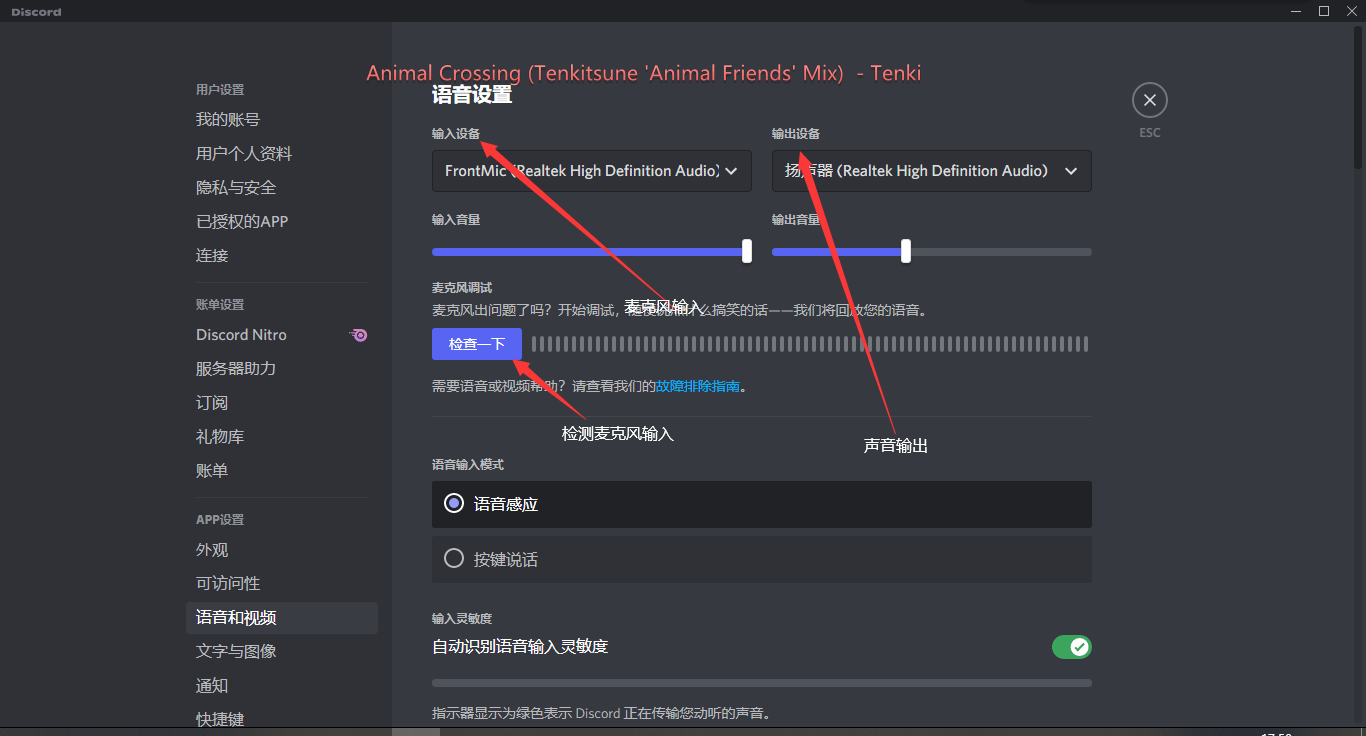 Discord
用户设置
我的账号
用户个人资料
隐私与安全
已授权的APP
连接
账单设置
Discord Nitro
服务器助力
订阅
礼物库
账单
APP设置
外观
可访问性
语音和视频
文字与图像
通知
快捷键
Animal Crossing (Tenkitsune 'Animal Friends' Mix) - Tenki
语音设置
ESC
输入设备
输出设备
FrontMic (Realtek High Definition Audio)
扬声器 (Realtek High Definition Audio)
输入音量
输出音量
麦克风调试
麦克风输入
麦克风出问题了吗？开始调试，随便说些什么搞笑的话——我们将回放您的语音。
检查一下
需要语音或视频帮助？请查看我们的故障排除指南。
检测麦克风输入
声音输出
语音输入模式
语音感应
按键说话
输入灵敏度
自动识别语音输入灵敏度
指示器显示为绿色表示 Discord 正在传输您动听的声音。